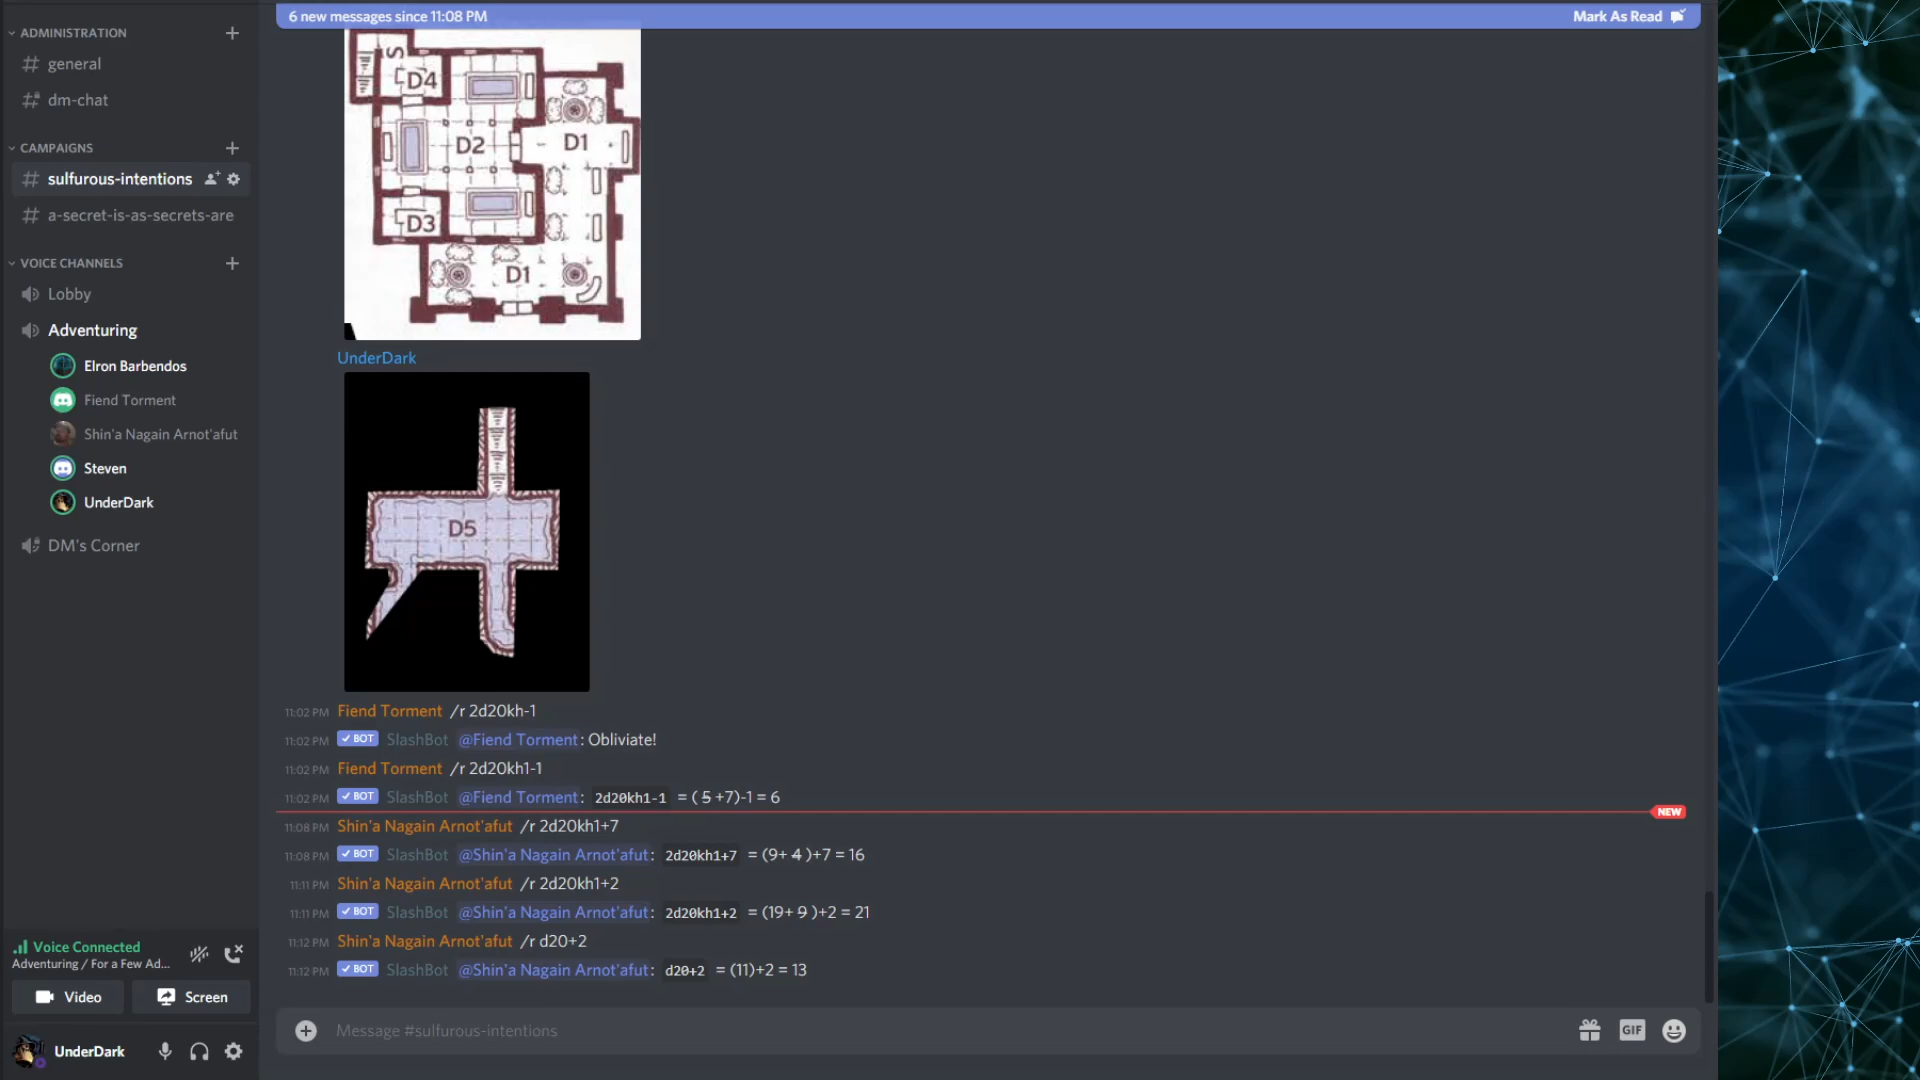 6 new messages since 11:08 PM
Mark As Read
ADMINISTRATION
general
dm-chat
CAMPAIGNS
sulfurous-intentions
a-secret-is-as-secrets-are
VOICE CHANNELS
Lobby
Adventuring
Elron Barbendos
Fiend Torment
Shin'a Nagain Arnot'afut
Steven
UnderDark
DM's Corner
Voice Connected
Adventuring / For a Few Ad...
Video
Screen
UnderDark
S
D4
D2
D1
D3
D1
UnderDark
D5
11:02 PM Fiend Torment /r 2d20kh-1
11:02 PM BOT SlashBot @Fiend Torment: Obliviate!
11:02 PM Fiend Torment /r 2d20kh1-1
11:02 PM BOT SlashBot @Fiend Torment: 2d20kh1-1 = ( 5 +7)-1 = 6
NEW
11:08 PM Shin'a Nagain Arnot'afut /r 2d20kh1+7
11:08 PM BOT SlashBot @Shin'a Nagain Arnot'afut: 2d20kh1+7 = (9+ 4 )+7 = 16
11:11 PM Shin'a Nagain Arnot'afut /r 2d20kh1+2
11:11 PM BOT SlashBot @Shin'a Nagain Arnot'afut: 2d20kh1+2 = (19+ 9 )+2 = 21
11:12 PM Shin'a Nagain Arnot'afut /r d20+2
11:12 PM BOT SlashBot @Shin'a Nagain Arnot'afut: d20+2 = (11)+2 = 13
Message #sulfurous-intentions
GIF